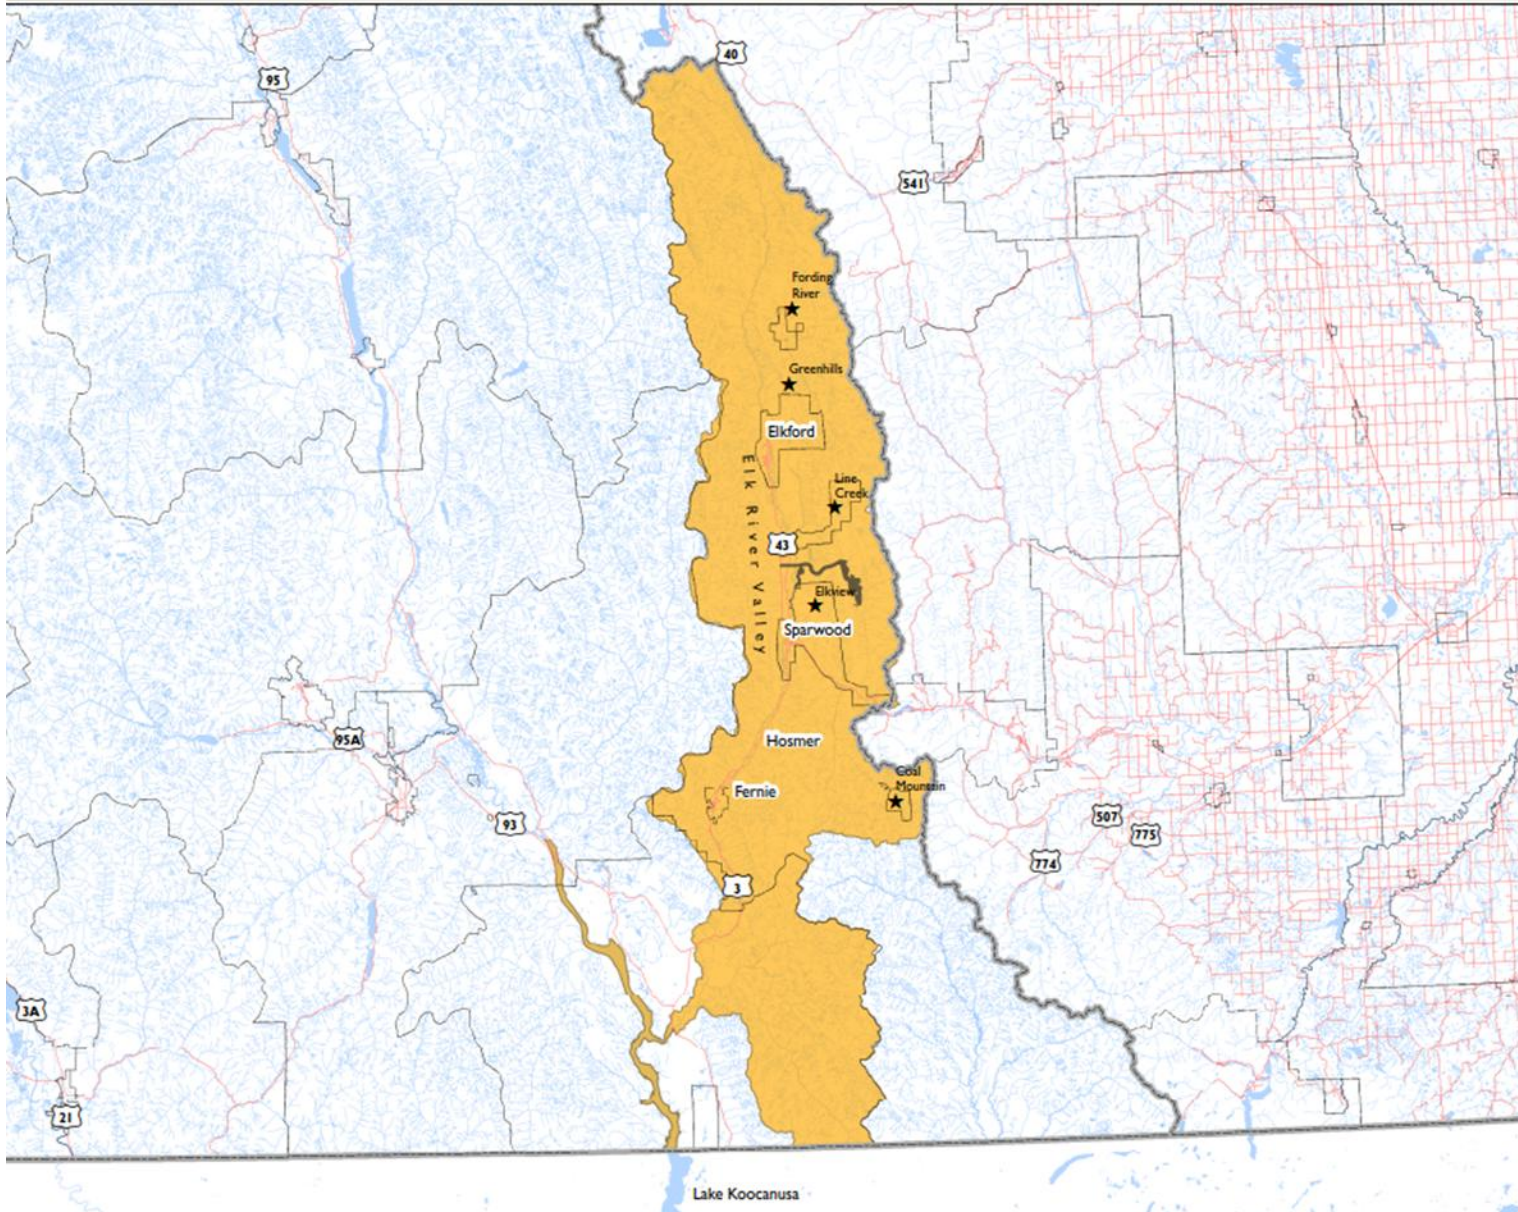 40
95
541
Fording
River
Greenhills
Elkford
Elk River Valley
Line
Creek
43
Elkview
Sparwood
95A
Hosmer
Coal
Mountain
Fernie
93
507
775
774
3
3A
21
Lake Koocanusa